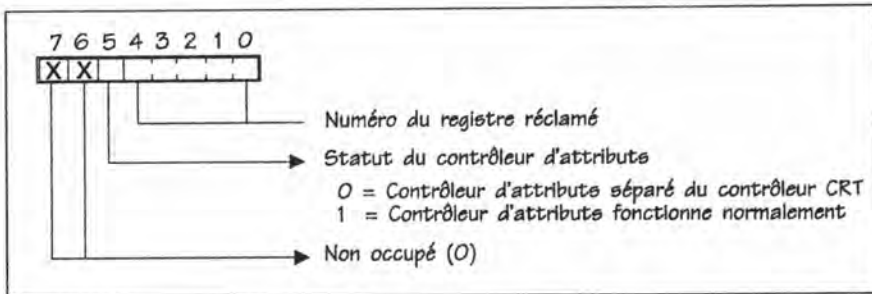 7 6 5 4 3 2 1 0
X X
Numéro du registre réclamé
Statut du contrôleur d'attributs
0 = Contrôleur d'attributs séparé du contrôleur CRT
1 = Contrôleur d'attributs fonctionne normalement
Non occupé (0)